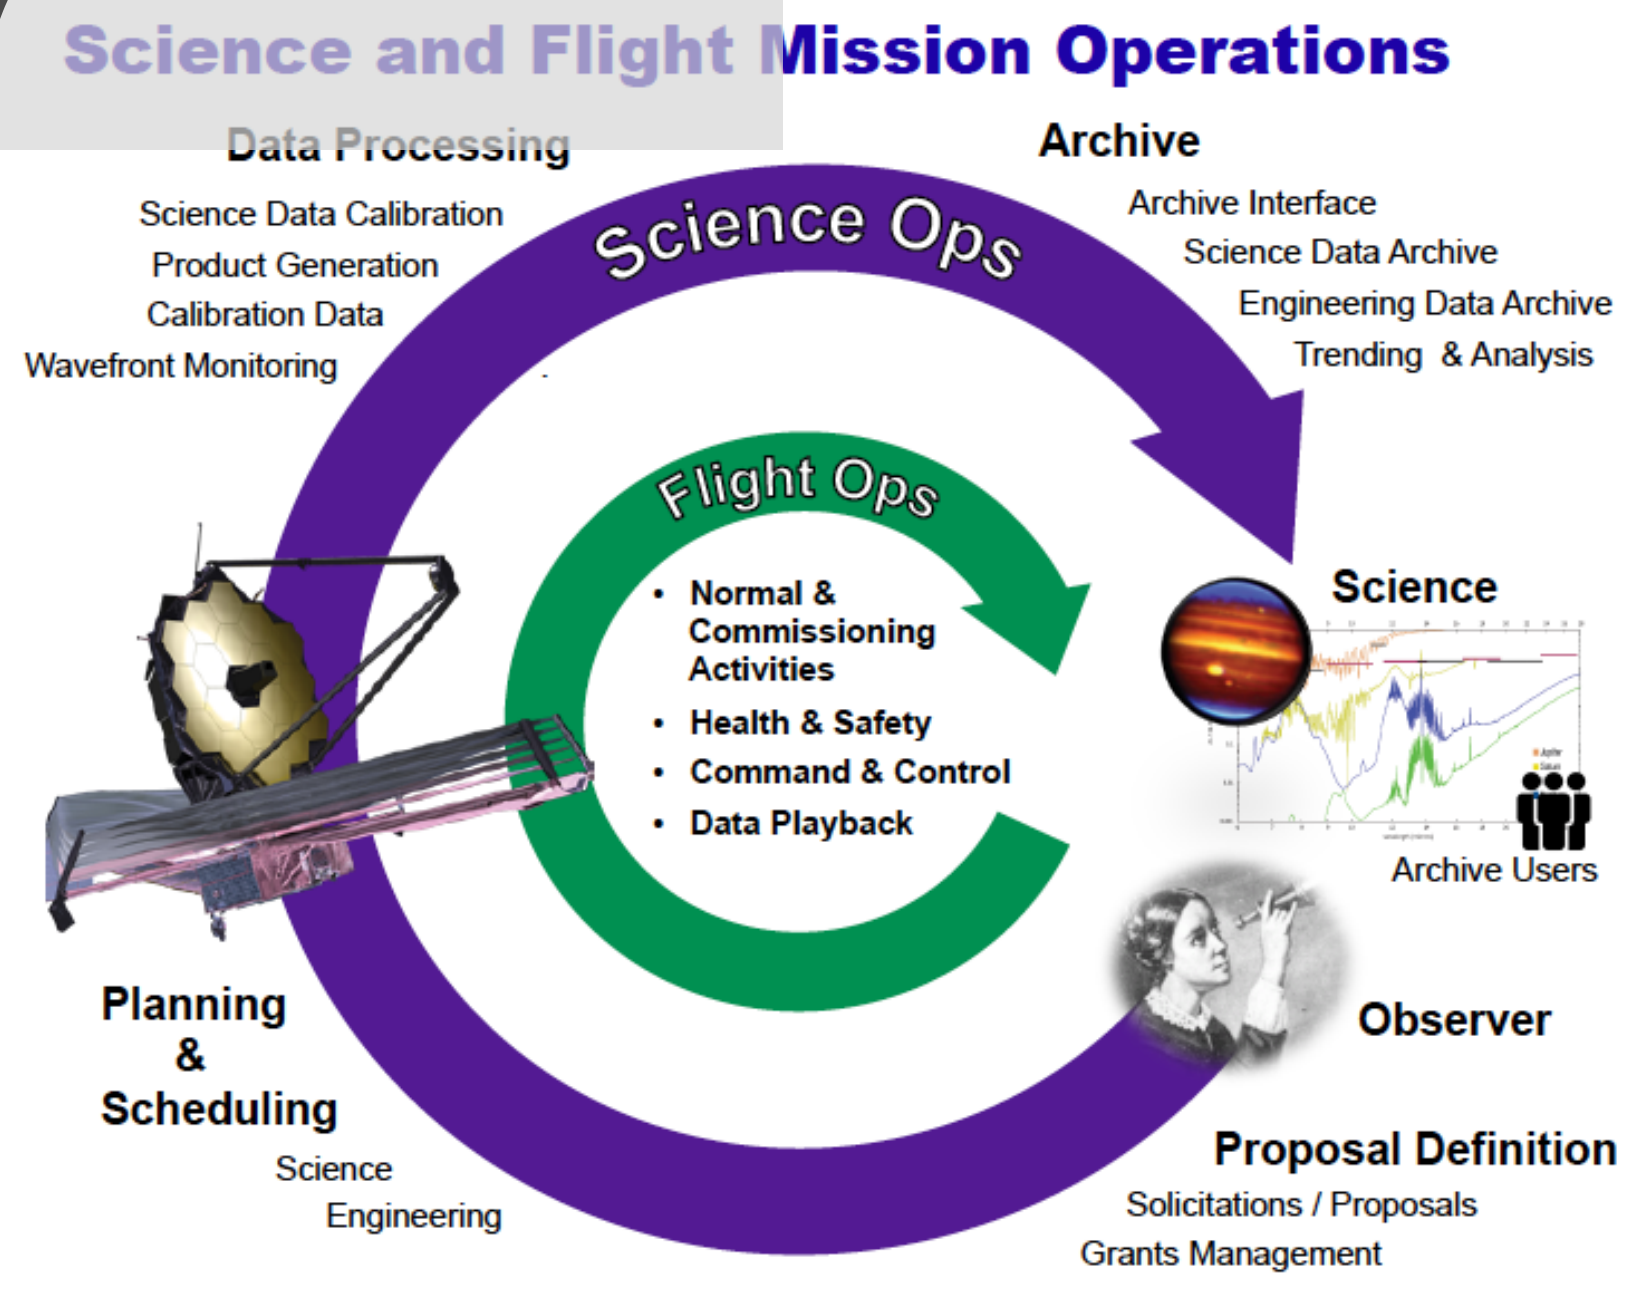 Science and Flight Mission Operations
Data Processing
Science Data Calibration
Product Generation
Calibration Data
Wavefront Monitoring
Archive
Archive Interface
Science Data Archive
Engineering Data Archive
Trending & Analysis
Science Ops
Flight Ops
• Normal &
Commissioning
Activities
• Health & Safety
• Command & Control
• Data Playback
Science
Archive Users
Observer
Planning
&
Scheduling
Science
Engineering
Proposal Definition
Solicitations / Proposals
Grants Management